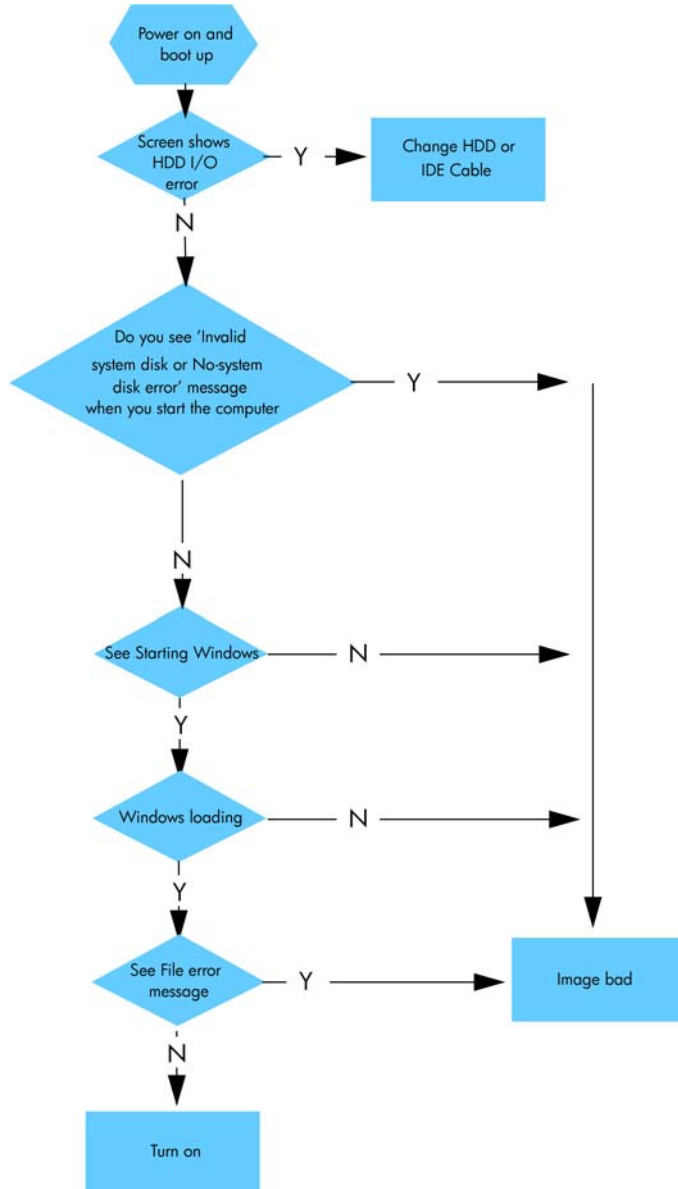 Power on and
boot up
Screen shows
HDD I/O
error
Y
Change HDD or
IDE Cable
N
Do you see 'Invalid
system disk or No-system
disk error' message
when you start the computer
Y
N
See Starting Windows
N
Y
Windows loading
N
Y
See File error
message
Y
Image bad
N
Turn on